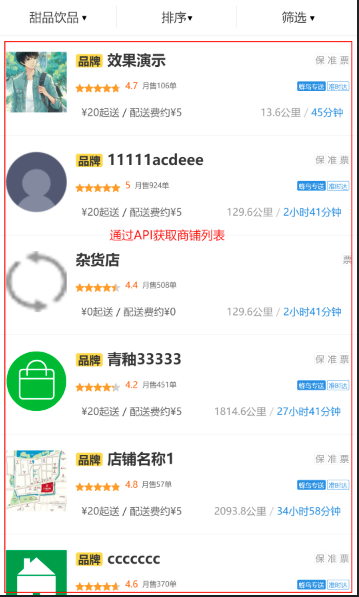 甜品饮品 ▾ 排序▾ 筛选 ▾
品牌 效果演示 保 准 票
4.7 月售106单 蜂鸟专送 准时达
¥20起送 / 配送费约¥5 13.6公里 / 45分钟
品牌 11111acdeee 保 准 票
5 月售924单 蜂鸟专送 准时达
¥20起送 / 配送费约¥5 129.6公里 / 2小时41分钟
通过API获取商铺列表
杂货店 票
4.4 月售508单
¥0起送 / 配送费约¥0 129.6公里 / 2小时41分钟
品牌 青釉33333 保 准 票
4.2 月售451单 蜂鸟专送 准时达
¥20起送 / 配送费约¥5 1814.6公里 / 27小时41分钟
品牌 店铺名称1 保 准 票
4.8 月售57单 蜂鸟专送 准时达
¥20起送 / 配送费约¥5 2093.8公里 / 34小时58分钟
品牌 ccccccc 保 准 票
4.6 月售370单 蜂鸟专送 准时达